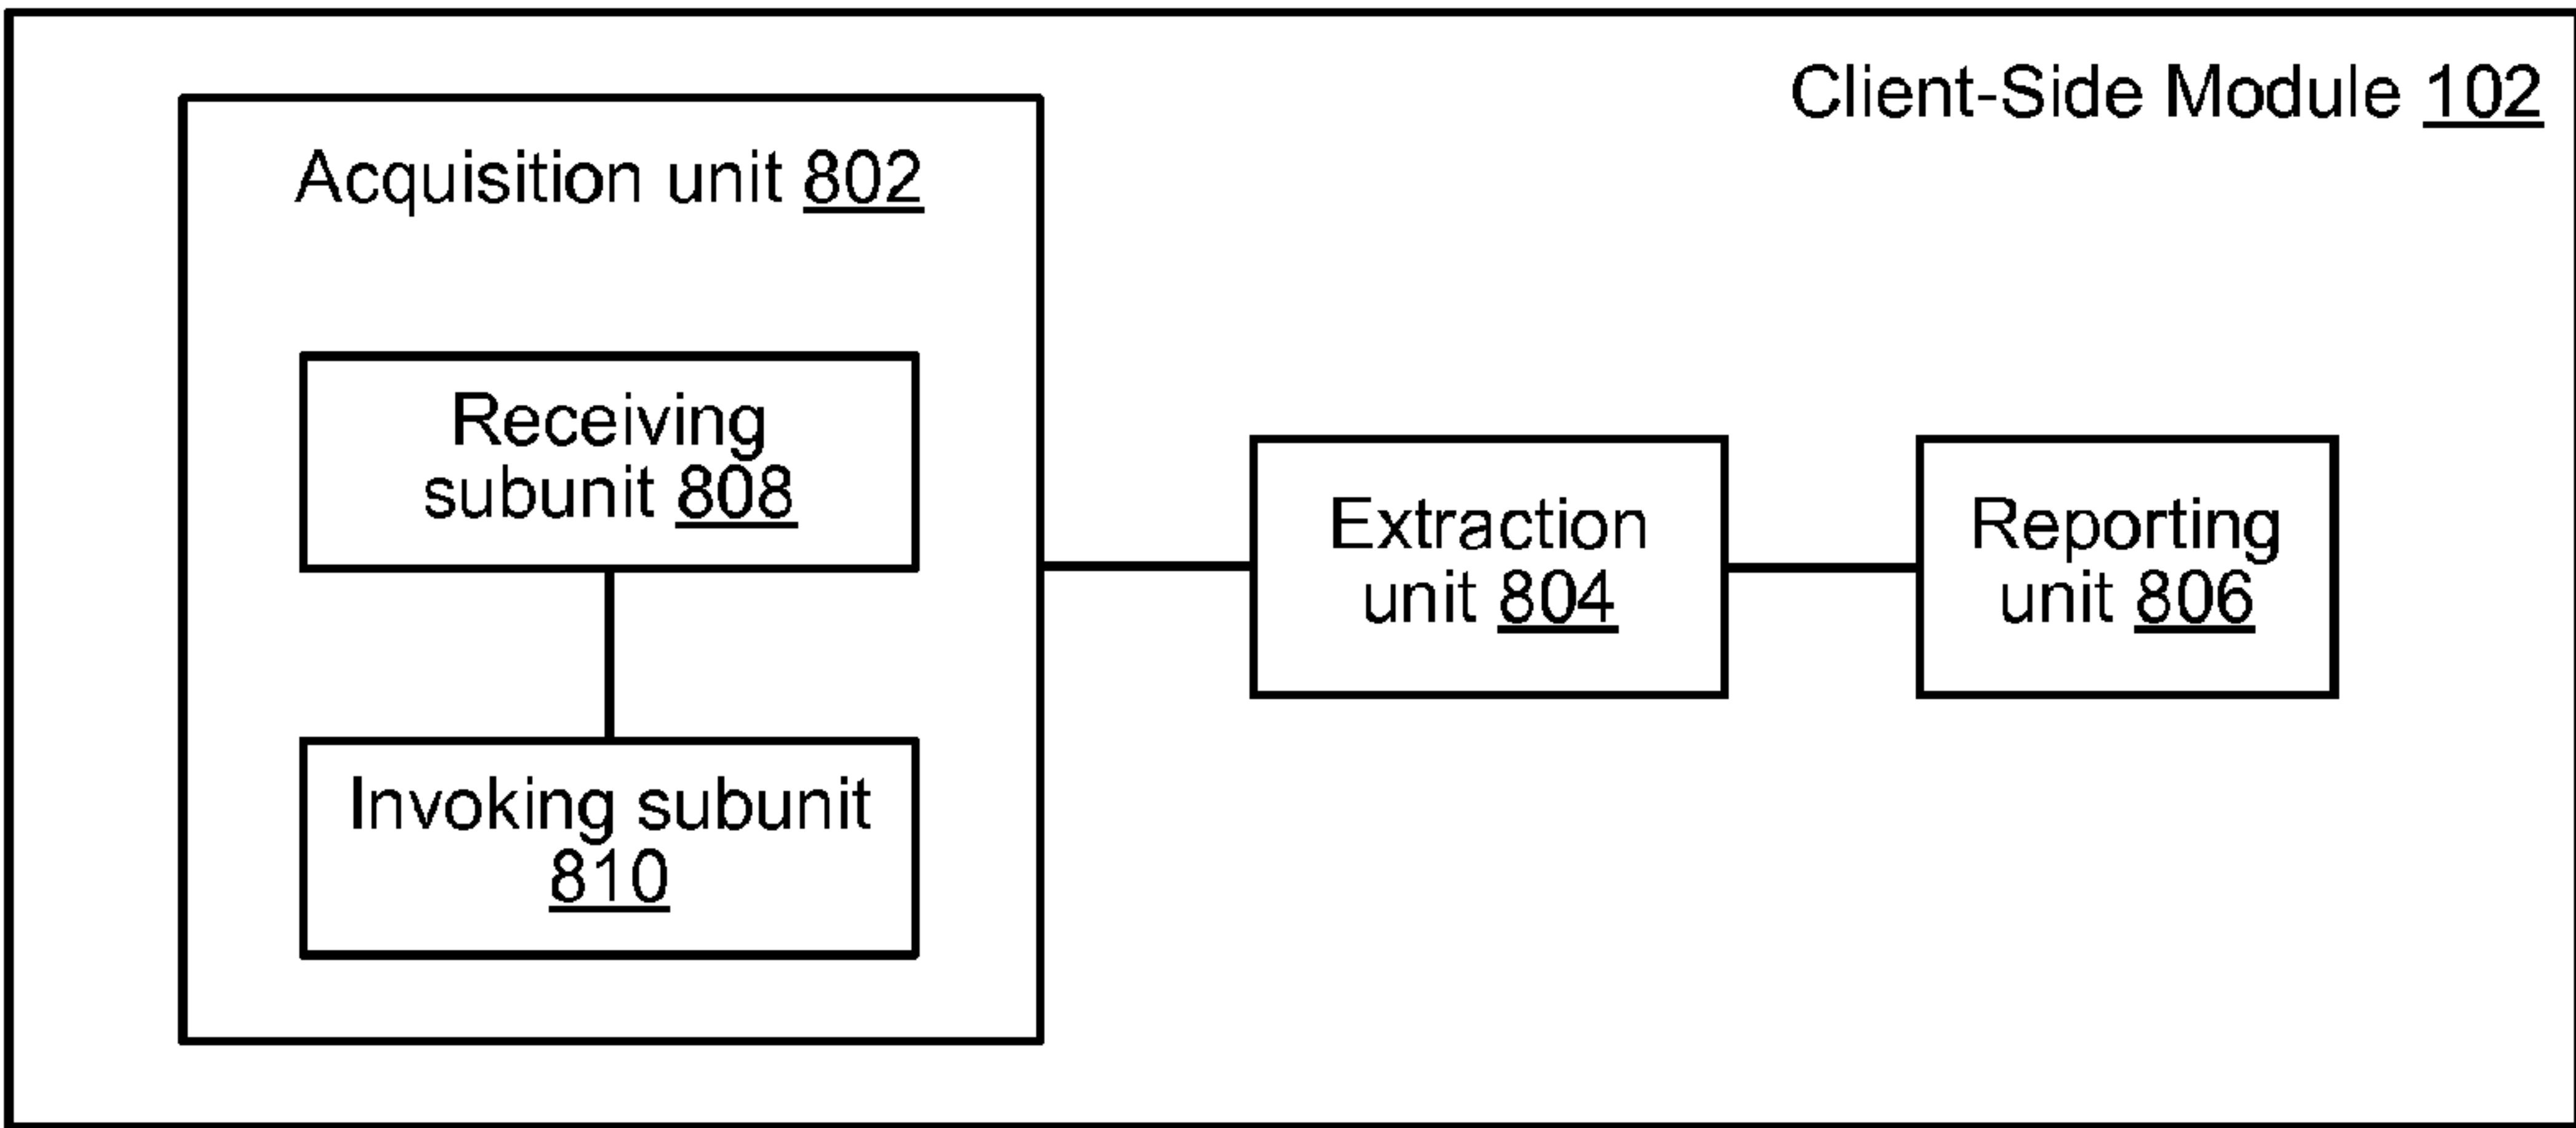 Client-Side Module 102
Acquisition unit 802
Receiving
subunit 808
Invoking subunit
810
Extraction
unit 804
Reporting
unit 806